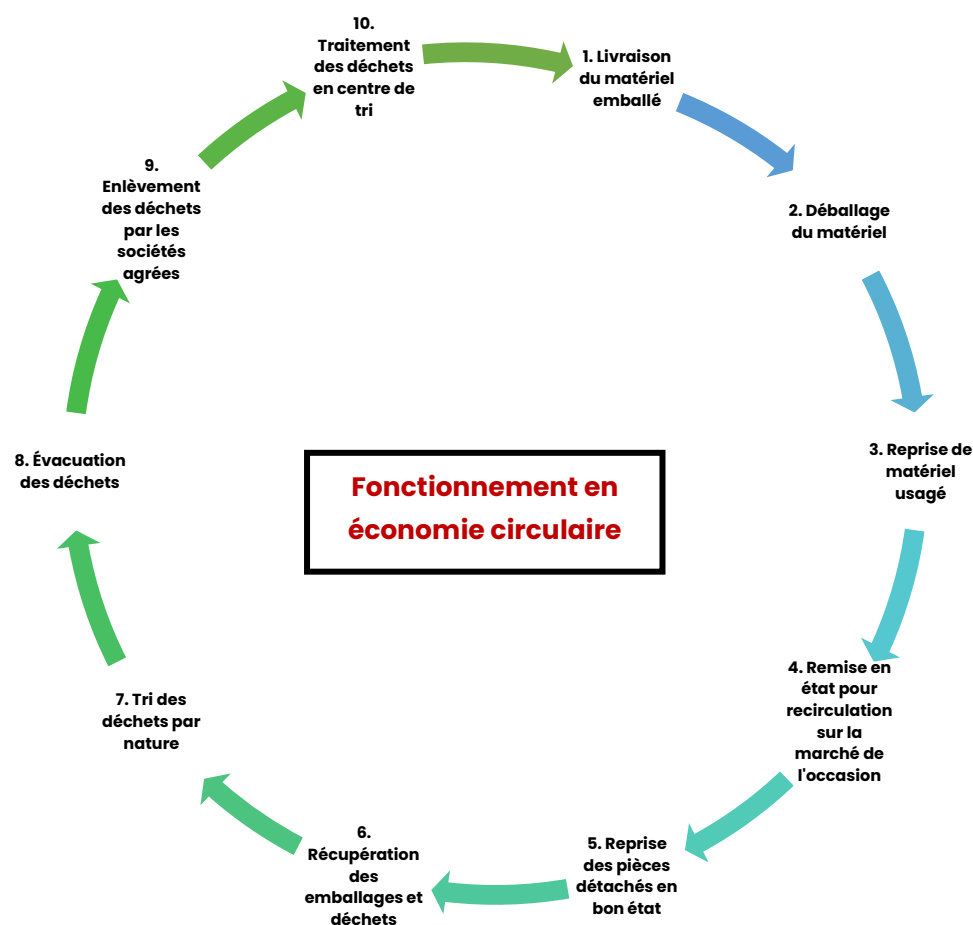 10.
Traitement
des déchets
en centre de
tri
1. Livraison
du matériel
emballé
2. Déballage
du matériel
3. Reprise de
matériel
usagé
4. Remise en
état pour
recirculation
sur la
marché de
l'occasion
5. Reprise
des pièces
détachés en
bon état
6.
Récupération
des
emballages et
déchets
7. Tri des
déchets par
nature
8. Évacuation
des déchets
9.
Enlèvement
des déchets
par les
sociétés
agrées
Fonctionnement en
économie circulaire